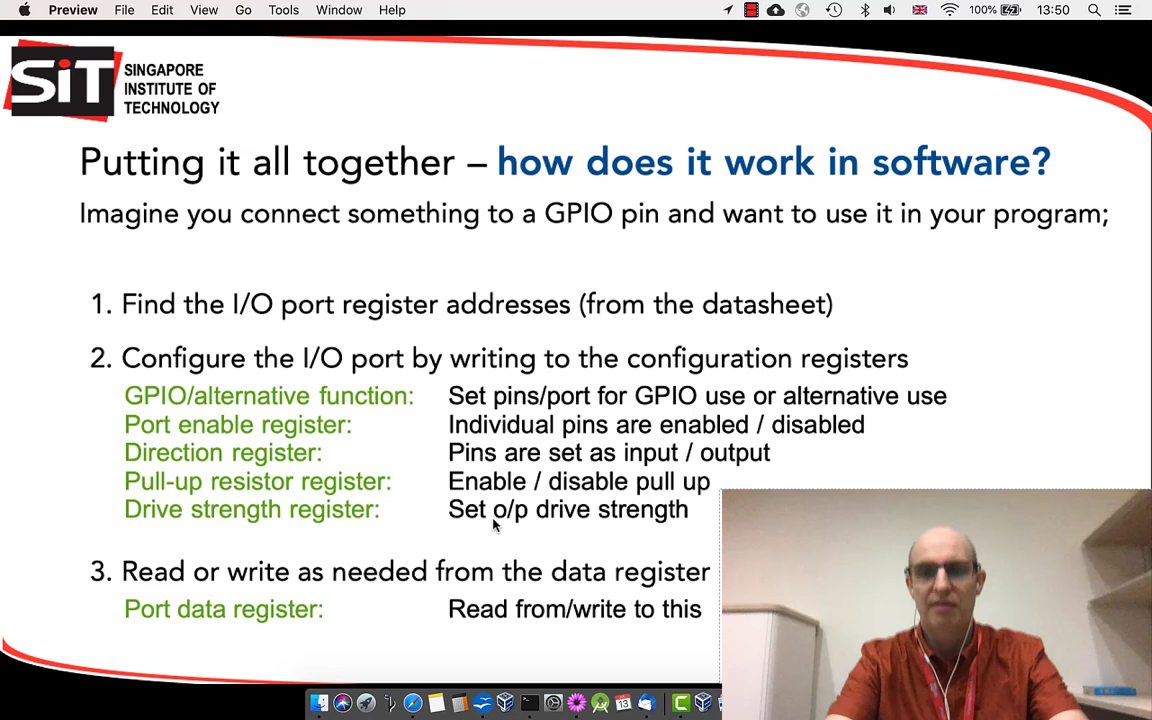 Preview File Edit View Go Tools Window Help 100% 13:50
SiT SINGAPORE
INSTITUTE OF
TECHNOLOGY
Putting it all together – how does it work in software?
Imagine you connect something to a GPIO pin and want to use it in your program;
1. Find the I/O port register addresses (from the datasheet)
2. Configure the I/O port by writing to the configuration registers
GPIO/alternative function: Set pins/port for GPIO use or alternative use
Port enable register: Individual pins are enabled / disabled
Direction register: Pins are set as input / output
Pull-up resistor register: Enable / disable pull up
Drive strength register: Set o/p drive strength
3. Read or write as needed from the data register
Port data register: Read from/write to this
13